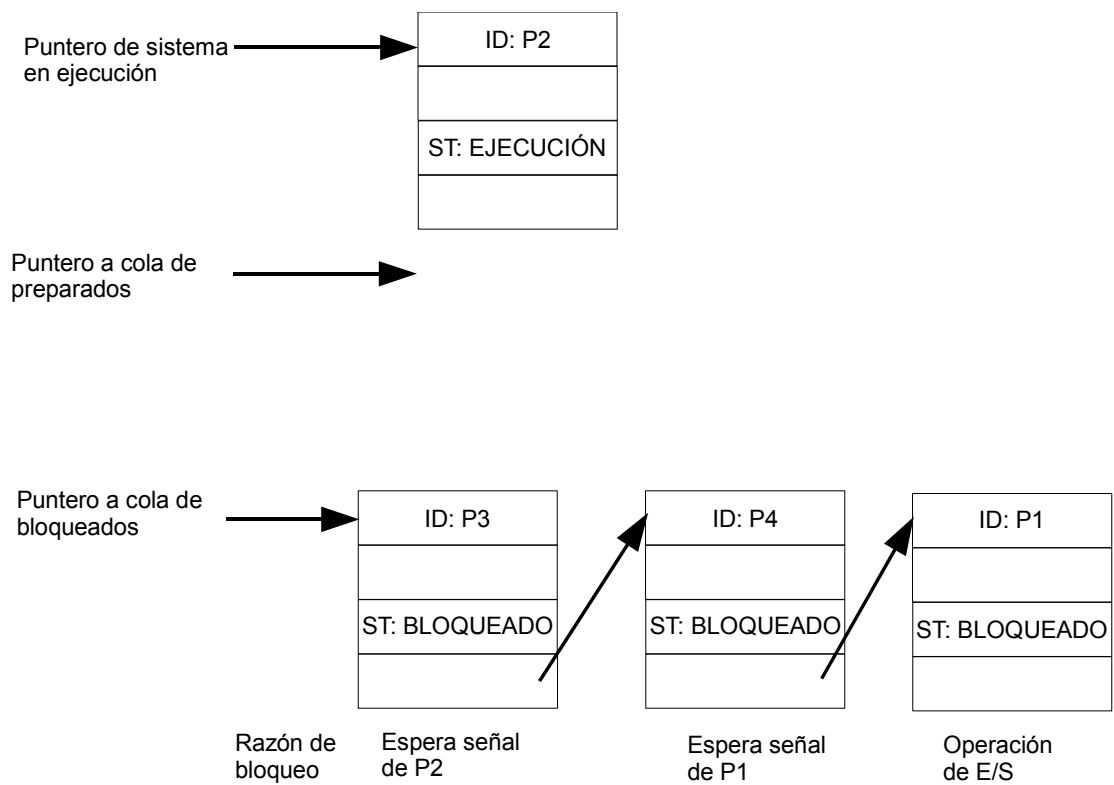 ID: P2
Puntero de sistema
en ejecución
ST: EJECUCIÓN
Puntero a cola de
preparados
Puntero a cola de
bloqueados
ID: P3
ID: P4
ID: P1
ST: BLOQUEADO
ST: BLOQUEADO
ST: BLOQUEADO
Razón de
bloqueo
Espera señal
de P2
Espera señal
de P1
Operación
de E/S